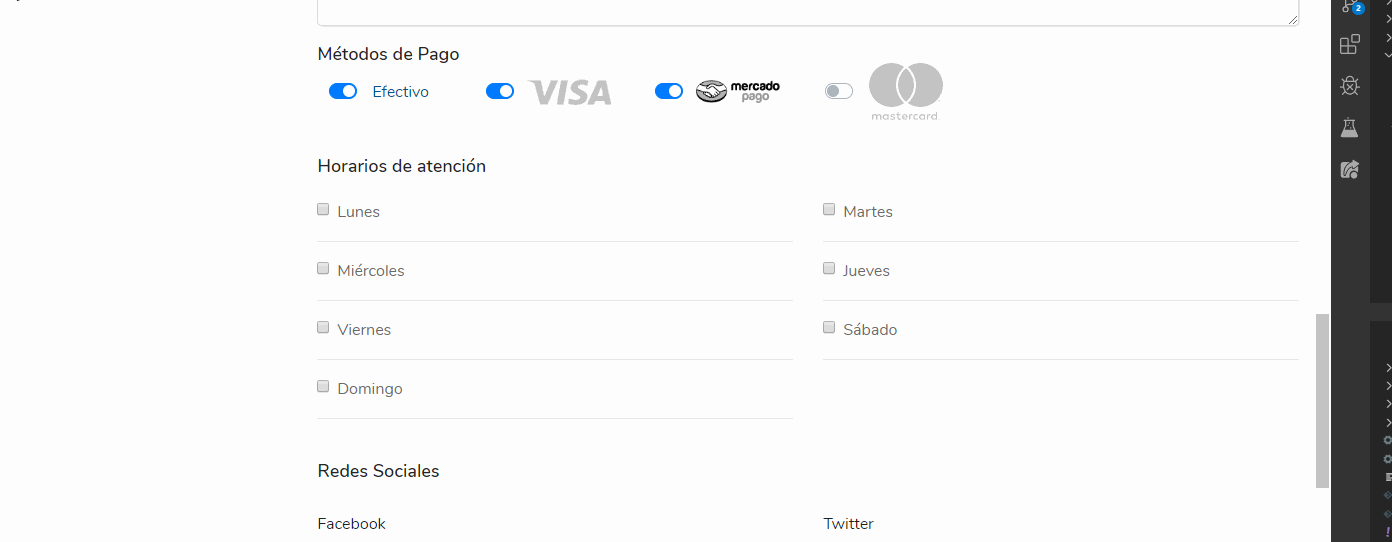 Métodos de Pago
Efectivo VISA mercado pago mastercard.
Horarios de atención
Lunes Martes
Miércoles Jueves
Viernes Sábado
Domingo
Redes Sociales
Facebook Twitter
2